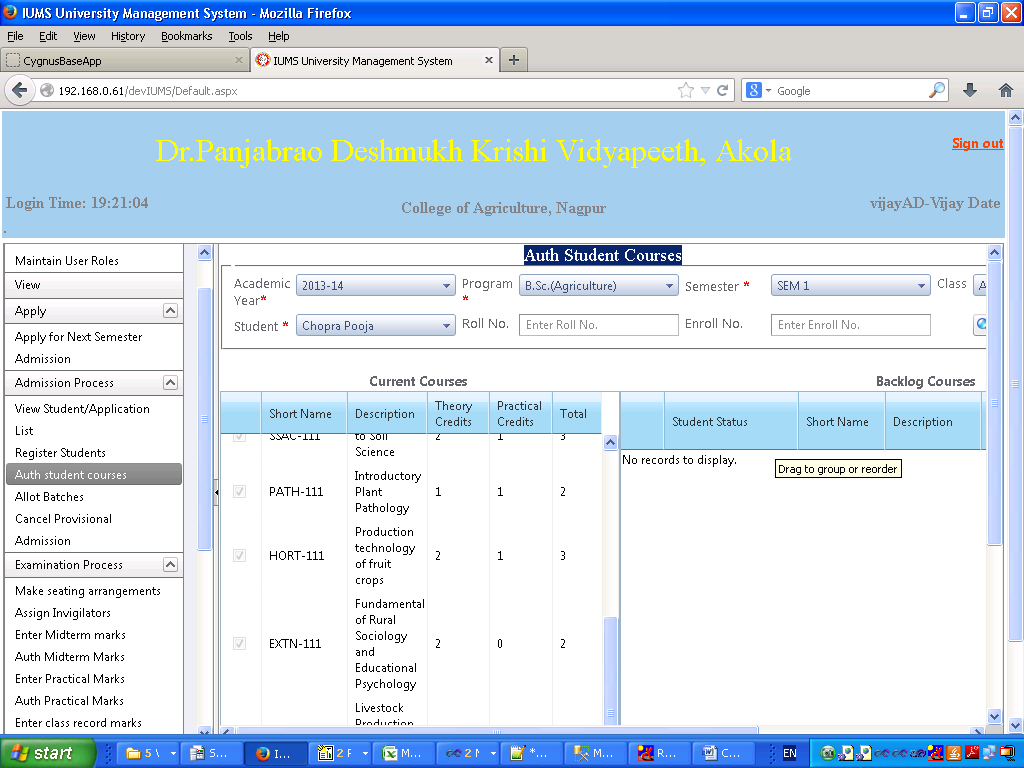 IUMS University Management System - Mozilla Firefox
File Edit View History Bookmarks Tools Help
CygnusBaseApp
IUMS University Management System
192.168.0.61/devIUMS/Default.aspx
Google
Dr.Panjabrao Deshmukh Krishi Vidyapeeth, Akola
Sign out
Login Time: 19:21:04
College of Agriculture, Nagpur
vijayAD-Vijay Date
.
Maintain User Roles
View
Apply
Apply for Next Semester
Admission
Admission Process
View Student/Application
List
Register Students
Auth student courses
Allot Batches
Cancel Provisional
Admission
Examination Process
Make seating arrangements
Assign Invigilators
Enter Midterm marks
Auth Midterm Marks
Enter Practical Marks
Auth Practical Marks
Enter class record marks
Auth Student Courses
Academic Year* 2013-14 Program * B.Sc.(Agriculture) Semester * SEM 1 Class A
Student * Chopra Pooja Roll No. Enter Roll No. Enroll No. Enter Enroll No.
Current Courses
Short Name Description Theory Credits Practical Credits Total
SSAC-111 to Soil Science 2 1 3
PATH-111 Introductory Plant Pathology 1 1 2
HORT-111 Production technology of fruit crops 2 1 3
EXTN-111 Fundamental of Rural Sociology and Educational Psychology 2 0 2
Livestock
Production
Backlog Courses
Student Status Short Name Description
No records to display.
Drag to group or reorder
start 5 \ S... I... 2 F M... 2 M *... M... R... C... EN